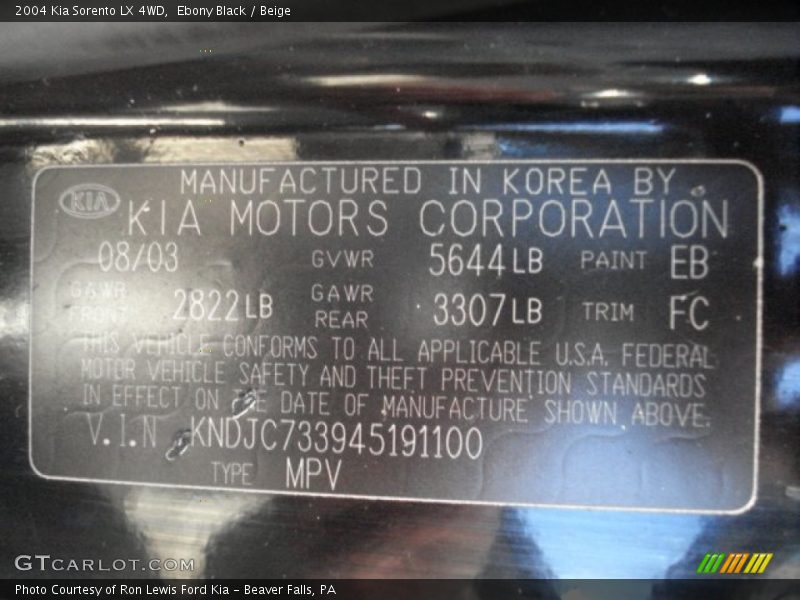 2004 Kia Sorento LX 4WD, Ebony Black / Beige
MANUFACTURED IN KOREA BY
KIA
KIA MOTORS CORPORATION
08/03 GVWR 5644LB PAINT EB
GAWR FRONT 2822LB GAWR REAR 3307LB TRIM FC
THIS VEHICLE CONFORMS TO ALL APPLICABLE U.S.A. FEDERAL
MOTOR VEHICLE SAFETY AND THEFT PREVENTION STANDARDS
IN EFFECT ON THE DATE OF MANUFACTURE SHOWN ABOVE.
V.I.N KNDJC733945191100
TYPE MPV
GTCARLOT.COM
Photo Courtesy of Ron Lewis Ford Kia - Beaver Falls, PA